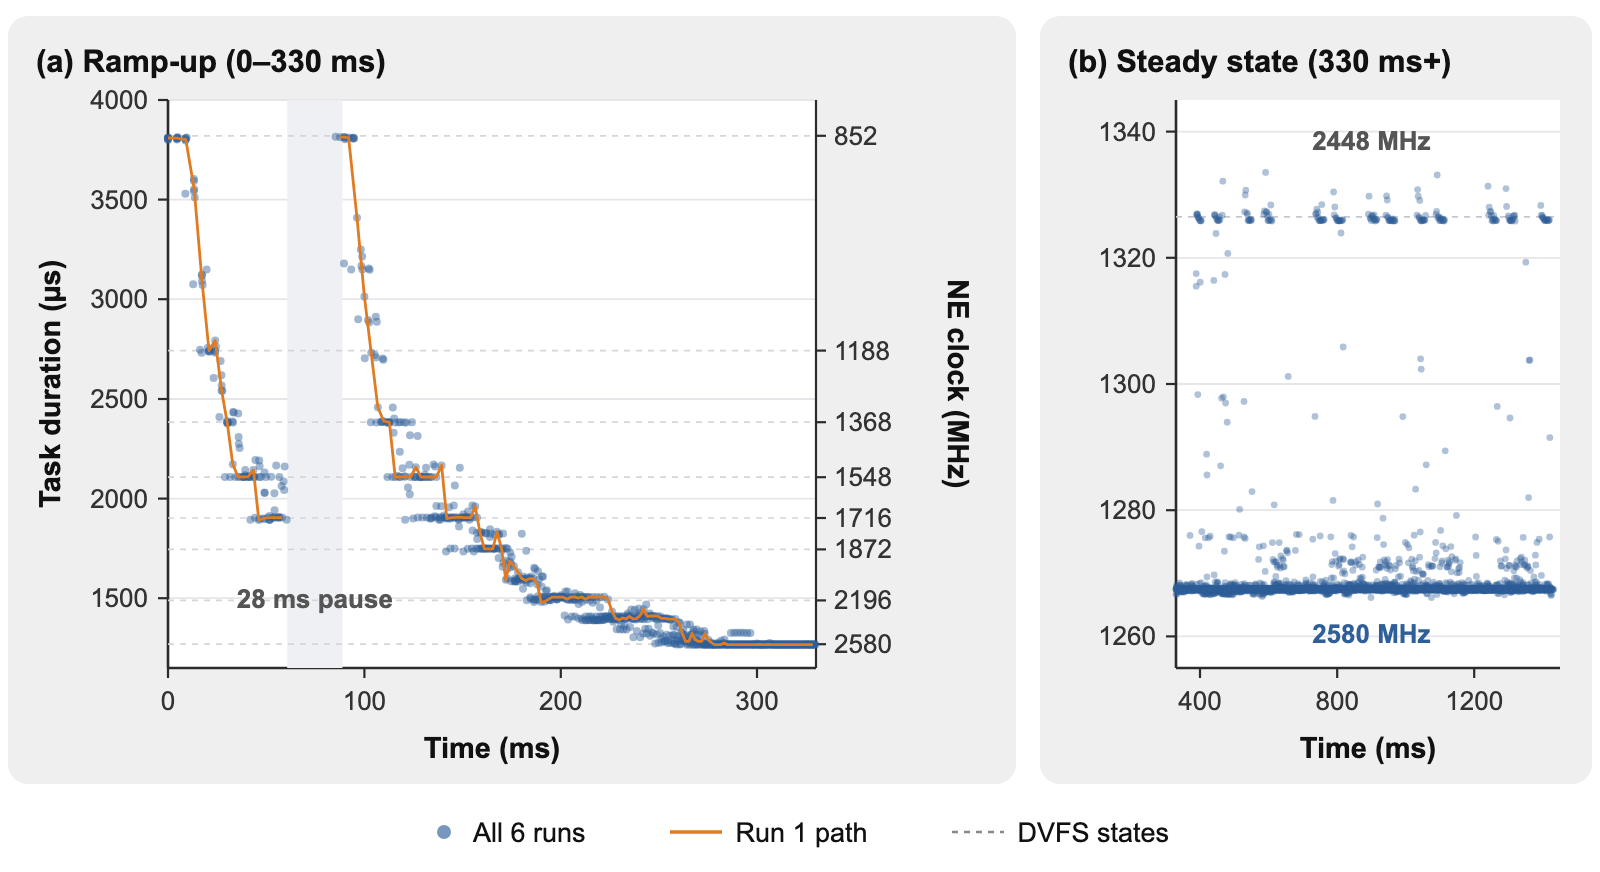 (a) Ramp-up (0–330 ms)
4000
3500
3000
2500
2000
1500
Task duration (µs)
852
1188
1368
1548
1716
1872
2196
2580
NE clock (MHz)
28 ms pause
0 100 200 300
Time (ms)
(b) Steady state (330 ms+)
1340
1320
1300
1280
1260
2448 MHz
2580 MHz
400 800 1200
Time (ms)
All 6 runs Run 1 path DVFS states